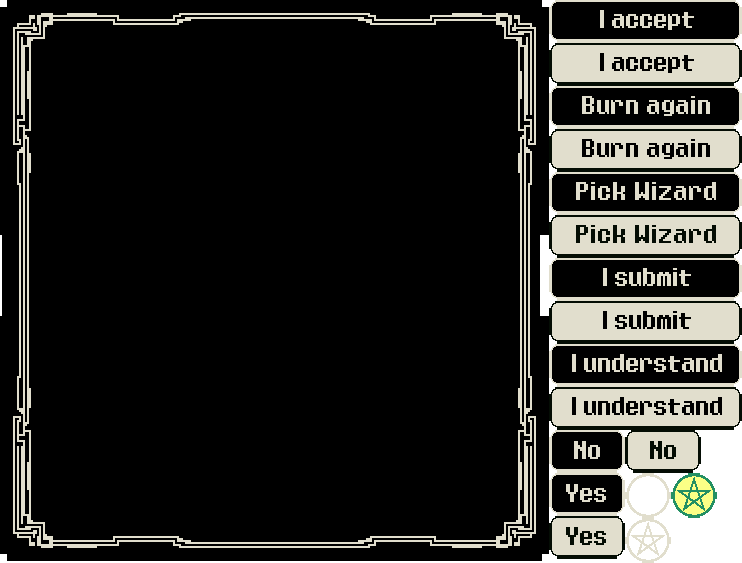 I accept
I accept
Burn again
Burn again
Pick Wizard
Pick Wizard
I submit
I submit
I understand
I understand
No No
Yes
Yes